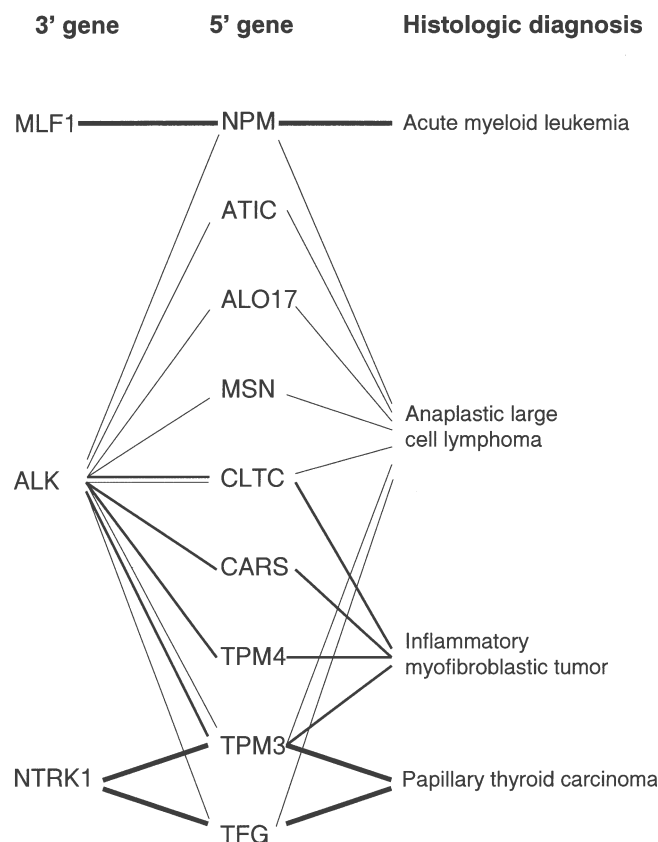 3’ gene 5’ gene Histologic diagnosis
MLF1 NPM Acute myeloid leukemia
ATIC
ALO17
MSN
Anaplastic large
cell lymphoma
ALK CLTC
CARS
Inflammatory
TPM4 myofibroblastic tumor
TPM3
NTRK1 Papillary thyroid carcinoma
TFG